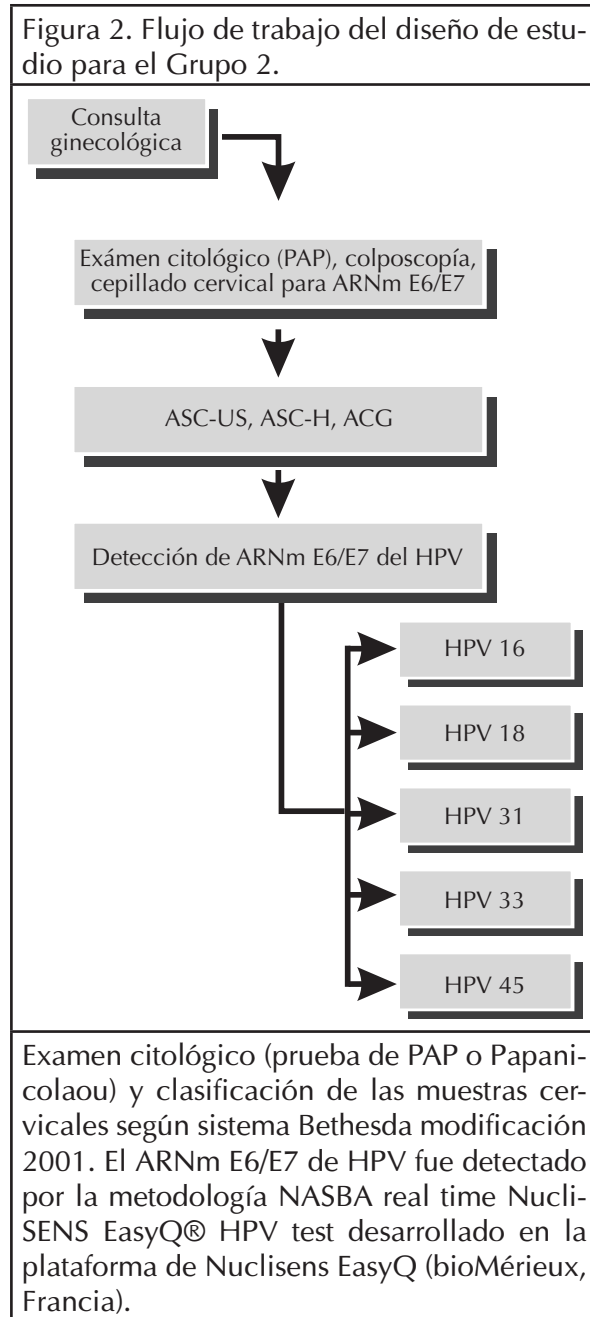 Figura 2. Flujo de trabajo del diseño de estu-
dio para el Grupo 2.
Consulta
ginecológica
Exámen citológico (PAP), colposcopía,
cepillado cervical para ARNm E6/E7
ASC-US, ASC-H, ACG
Detección de ARNm E6/E7 del HPV
HPV 16
HPV 18
HPV 31
HPV 33
HPV 45
Examen citológico (prueba de PAP o Papani-
colaou) y clasificación de las muestras cer-
vicales según sistema Bethesda modificación
2001. El ARNm E6/E7 de HPV fue detectado
por la metodología NASBA real time Nucli-
SENS EasyQ® HPV test desarrollado en la
plataforma de Nuclisens EasyQ (bioMérieux,
Francia).